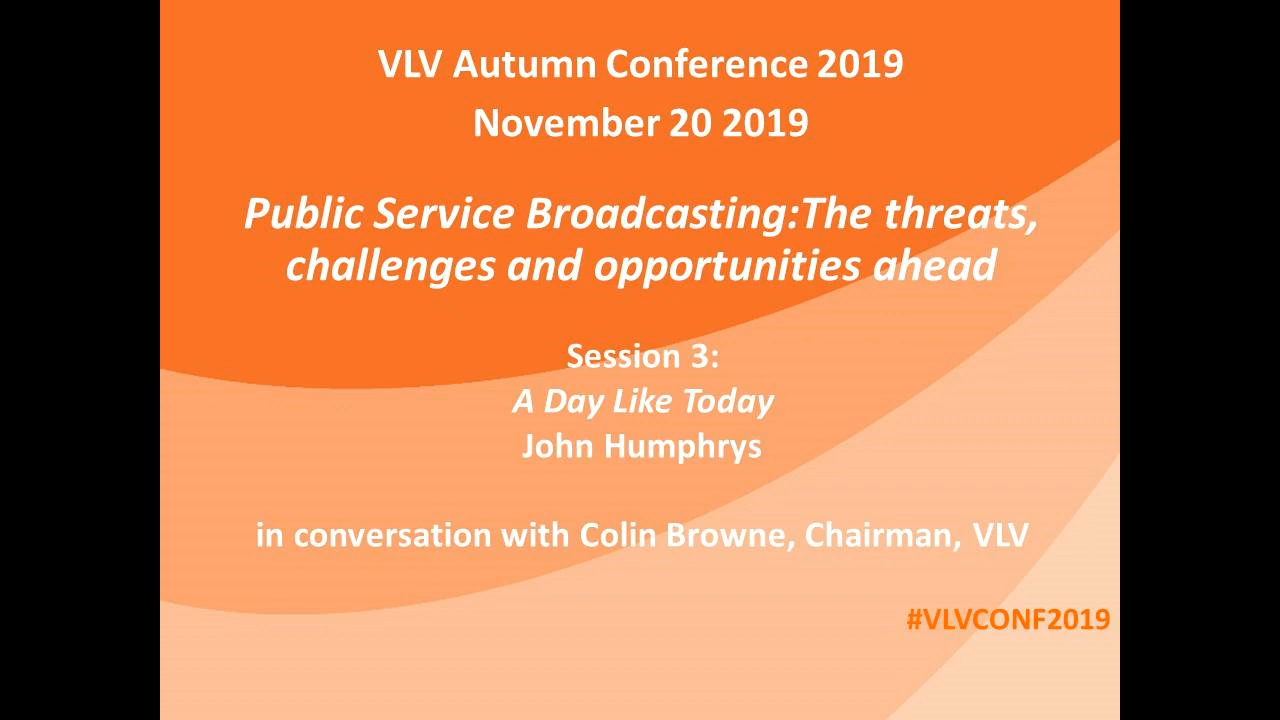 VLV Autumn Conference 2019
November 20 2019
Public Service Broadcasting:The threats,
challenges and opportunities ahead
Session 3:
A Day Like Today
John Humphrys
in conversation with Colin Browne, Chairman, VLV
#VLVCONF2019